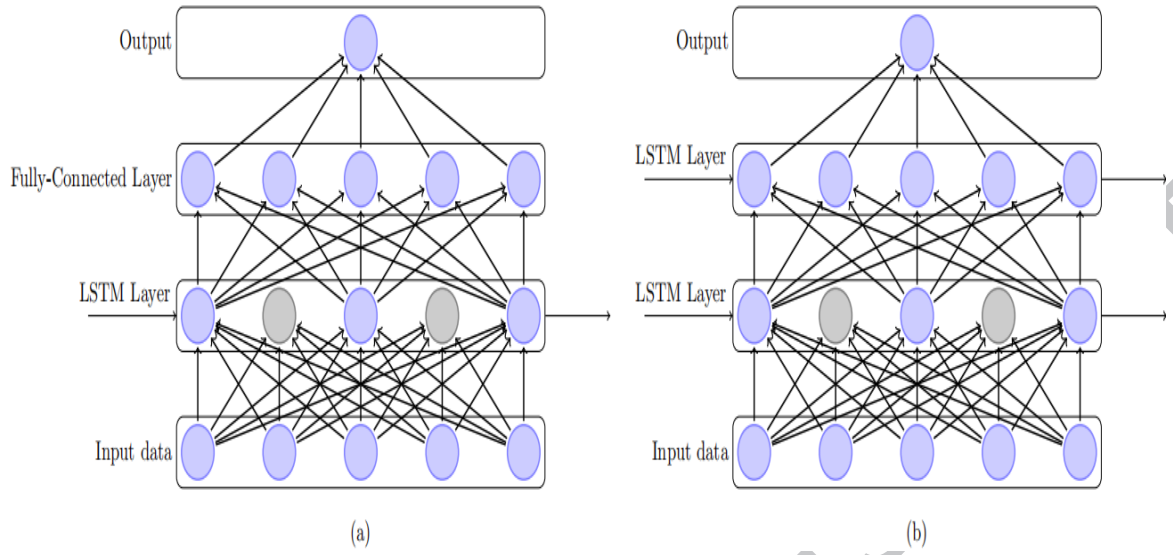 Output
Fully-Connected Layer
LSTM Layer
Input data
(a)
Output
LSTM Layer
LSTM Layer
Input data
(b)